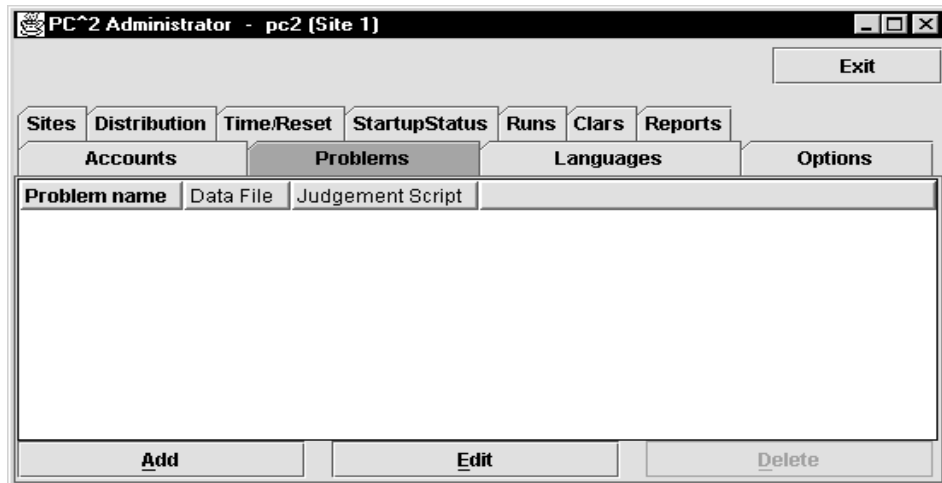 PC^2 Administrator - pc2 (Site 1)
Exit
Sites Distribution Time/Reset StartupStatus Runs Clars Reports
Accounts Problems Languages Options
Problem name Data File Judgement Script
Add Edit Delete